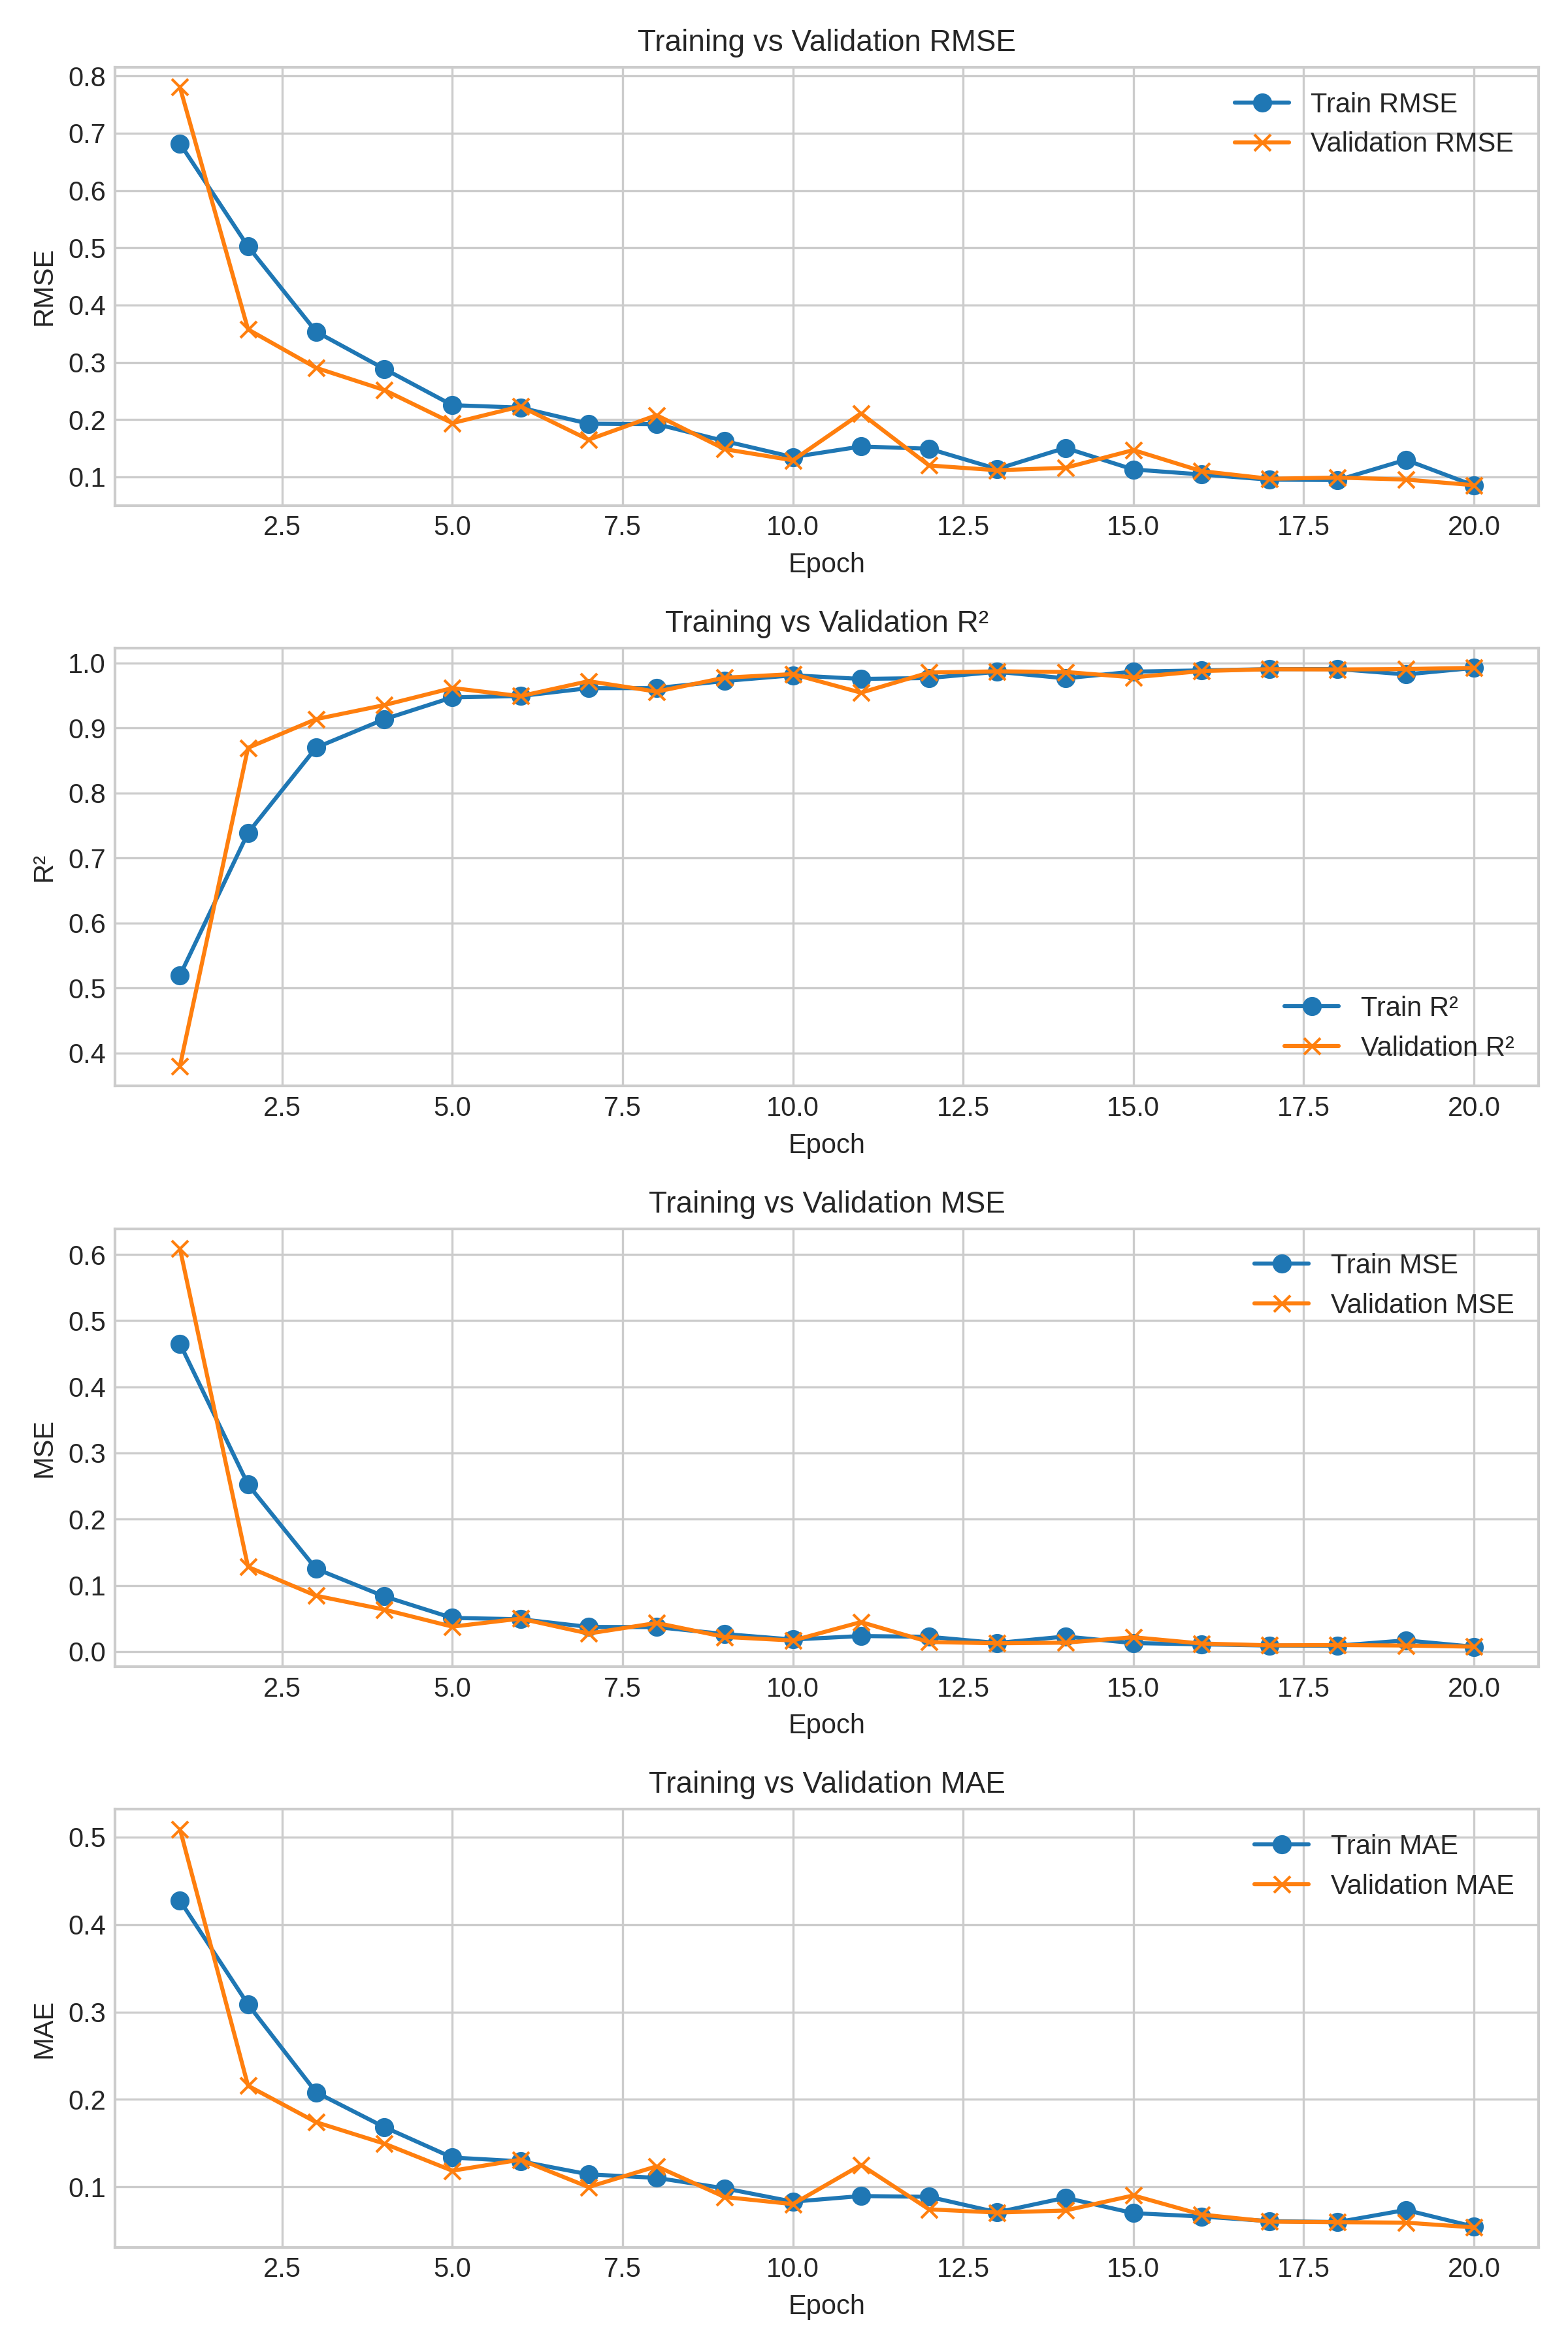 Training vs Validation RMSE
0.8
0.7
0.6
0.5
0.4
0.3
0.2
0.1
RMSE
Train RMSE
Validation RMSE
2.5 5.0 7.5 10.0 12.5 15.0 17.5 20.0
Epoch
Training vs Validation R²
1.0
0.9
0.8
0.7
0.6
0.5
0.4
R²
Train R²
Validation R²
2.5 5.0 7.5 10.0 12.5 15.0 17.5 20.0
Epoch
Training vs Validation MSE
0.6
0.5
0.4
0.3
0.2
0.1
0.0
MSE
Train MSE
Validation MSE
2.5 5.0 7.5 10.0 12.5 15.0 17.5 20.0
Epoch
Training vs Validation MAE
0.5
0.4
0.3
0.2
0.1
MAE
Train MAE
Validation MAE
2.5 5.0 7.5 10.0 12.5 15.0 17.5 20.0
Epoch